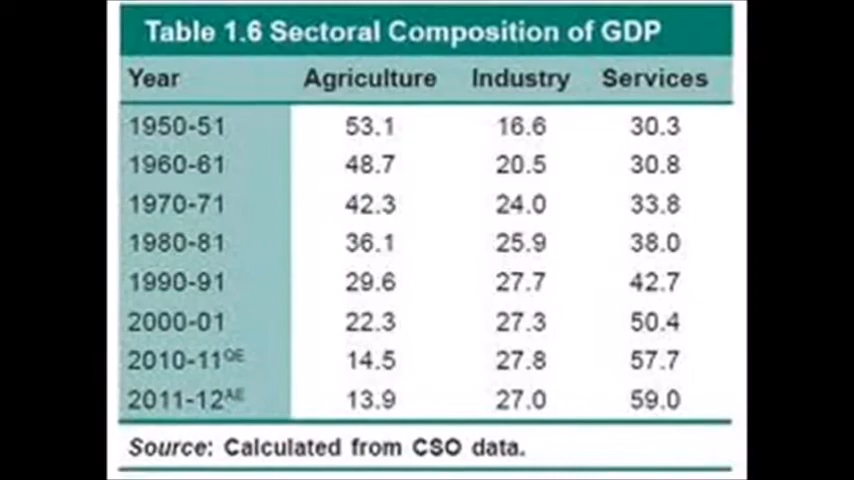 Table 1.6 Sectoral Composition of GDP
Year Agriculture Industry Services
1950-51 53.1 16.6 30.3
1960-61 48.7 20.5 30.8
1970-71 42.3 24.0 33.8
1980-81 36.1 25.9 38.0
1990-91 29.6 27.7 42.7
2000-01 22.3 27.3 50.4
2010-11QE 14.5 27.8 57.7
2011-12AE 13.9 27.0 59.0
Source: Calculated from CSO data.